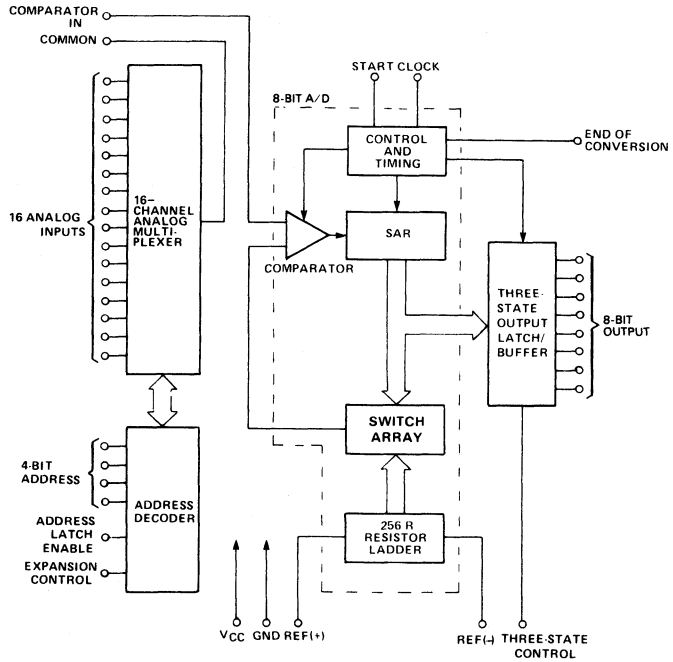 COMPARATOR
IN
COMMON
START CLOCK
8-BIT A/D
CONTROL
AND
TIMING
END OF
CONVERSION
16 ANALOG
INPUTS
16–
CHANNEL
ANALOG
MULTI-
PLEXER
SAR
COMPARATOR
THREE-
STATE
OUTPUT
LATCH/
BUFFER
8-BIT
OUTPUT
SWITCH
ARRAY
4-BIT
ADDRESS
ADDRESS
LATCH
ENABLE
EXPANSION
CONTROL
ADDRESS
DECODER
256 R
RESISTOR
LADDER
VCC GND REF(+) REF(–) THREE-STATE
CONTROL